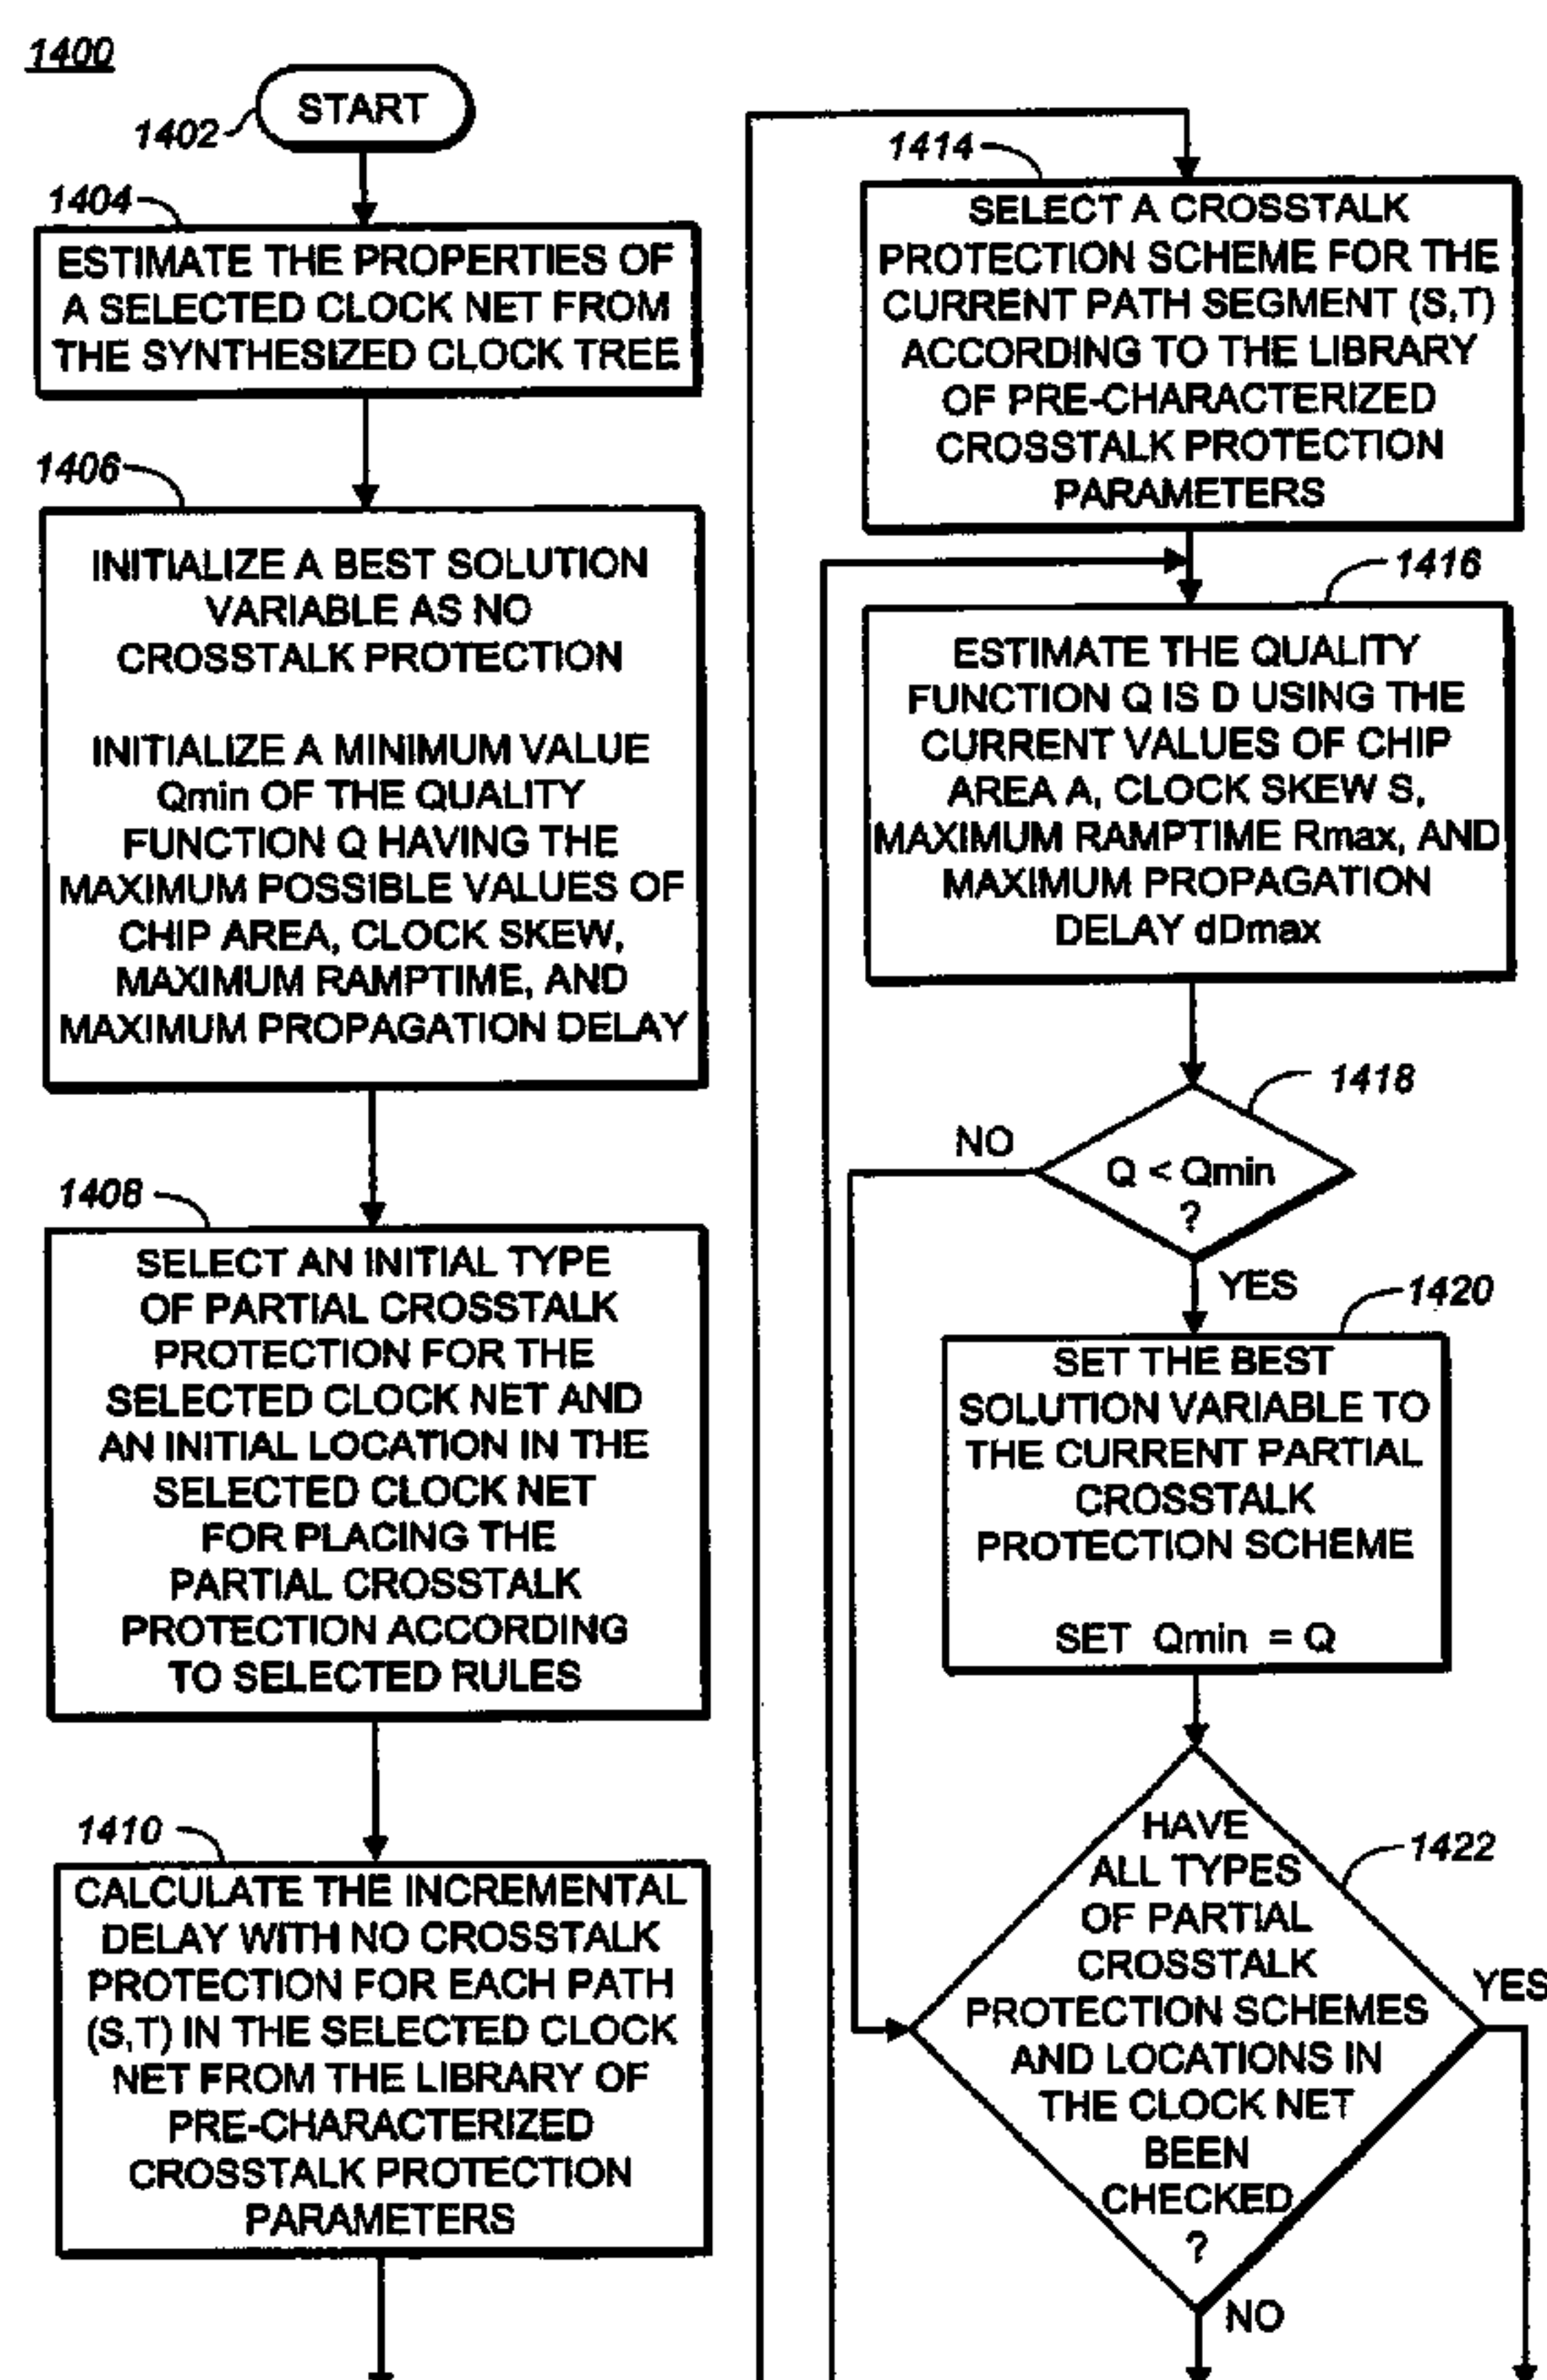 1400
START
1402
1404
ESTIMATE THE PROPERTIES OF
A SELECTED CLOCK NET FROM
THE SYNTHESIZED CLOCK TREE
1406
INITIALIZE A BEST SOLUTION
VARIABLE AS NO
CROSSTALK PROTECTION
INITIALIZE A MINIMUM VALUE
Qmin OF THE QUALITY
FUNCTION Q HAVING THE
MAXIMUM POSSIBLE VALUES OF
CHIP AREA, CLOCK SKEW,
MAXIMUM RAMPTIME, AND
MAXIMUM PROPAGATION DELAY
1408
SELECT AN INITIAL TYPE
OF PARTIAL CROSSTALK
PROTECTION FOR THE
SELECTED CLOCK NET AND
AN INITIAL LOCATION IN THE
SELECTED CLOCK NET
FOR PLACING THE
PARTIAL CROSSTALK
PROTECTION ACCORDING
TO SELECTED RULES
1410
CALCULATE THE INCREMENTAL
DELAY WITH NO CROSSTALK
PROTECTION FOR EACH PATH
(S,T) IN THE SELECTED CLOCK
NET FROM THE LIBRARY OF
PRE-CHARACTERIZED
CROSSTALK PROTECTION
PARAMETERS
1414
SELECT A CROSSTALK
PROTECTION SCHEME FOR THE
CURRENT PATH SEGMENT (S,T)
ACCORDING TO THE LIBRARY
OF PRE-CHARACTERIZED
CROSSTALK PROTECTION
PARAMETERS
1416
ESTIMATE THE QUALITY
FUNCTION Q IS D USING THE
CURRENT VALUES OF CHIP
AREA A, CLOCK SKEW S,
MAXIMUM RAMPTIME Rmax, AND
MAXIMUM PROPAGATION
DELAY dDmax
1418
NO
Q < Qmin
?
YES
1420
SET THE BEST
SOLUTION VARIABLE TO
THE CURRENT PARTIAL
CROSSTALK
PROTECTION SCHEME
SET Qmin = Q
HAVE
ALL TYPES
OF PARTIAL
CROSSTALK
PROTECTION SCHEMES
AND LOCATIONS IN
THE CLOCK NET
BEEN
CHECKED
?
1422
YES
NO